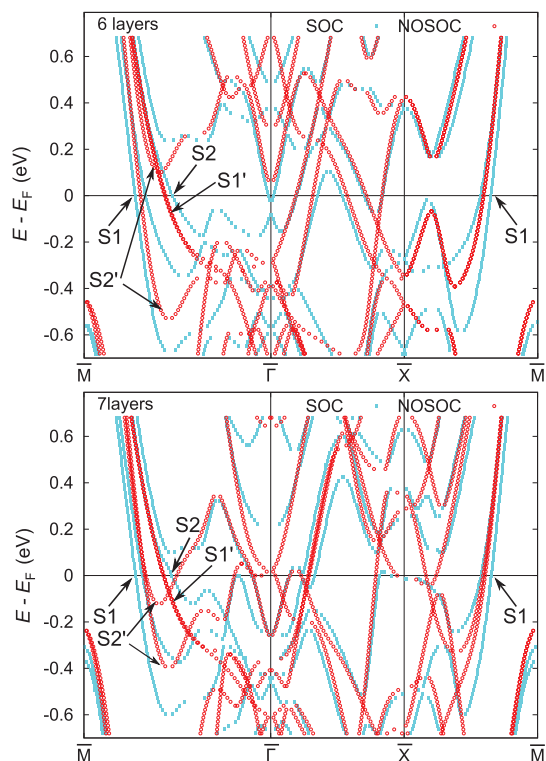 6 layers SOC NOSOC
0.6
0.4
0.2
0
-0.2
-0.4
-0.6
E - E_F (eV)
S2
S1'
S1
S2'
S1
M̅ Γ̅ X̅ M̅
7layers SOC NOSOC
0.6
0.4
0.2
0
-0.2
-0.4
-0.6
E - E_F (eV)
S2
S1'
S1
S2'
S1
M̅ Γ̅ X̅ M̅